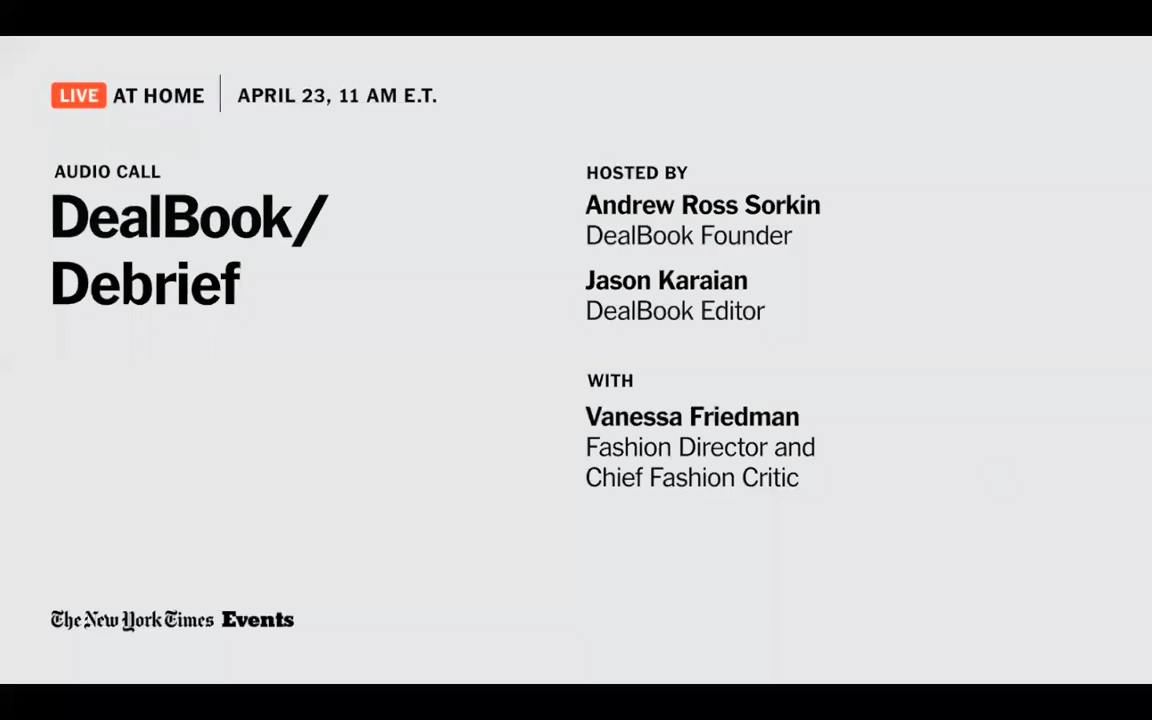 LIVE AT HOME APRIL 23, 11 AM E.T.
AUDIO CALL
DealBook/
Debrief
HOSTED BY
Andrew Ross Sorkin
DealBook Founder
Jason Karaian
DealBook Editor
WITH
Vanessa Friedman
Fashion Director and
Chief Fashion Critic
The New York Times Events